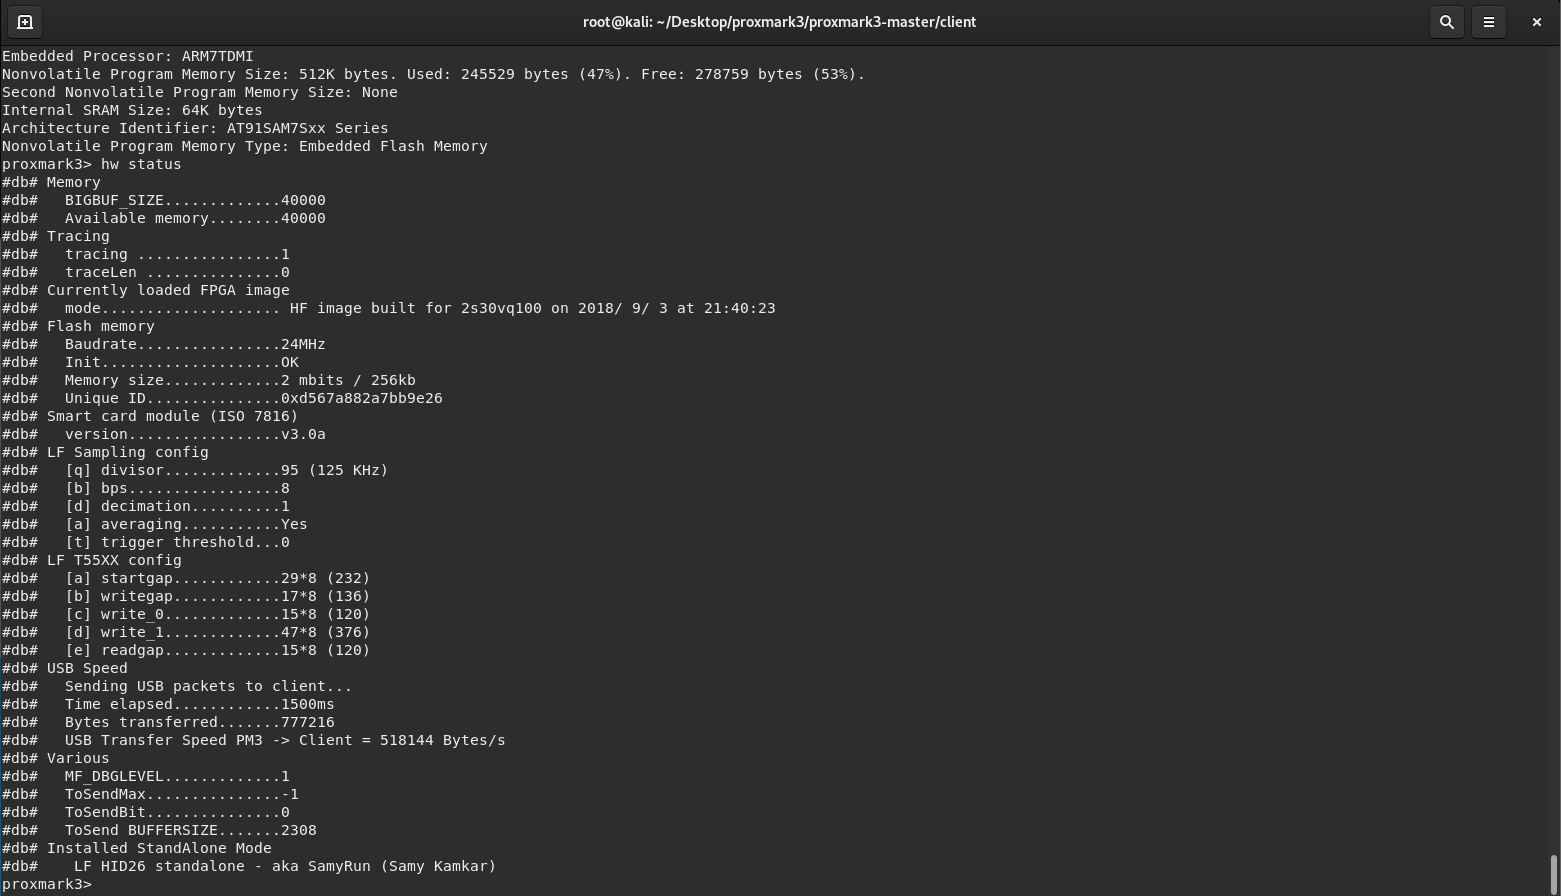 root@kali: ~/Desktop/proxmark3/proxmark3-master/client
Embedded Processor: ARM7TDMI
Nonvolatile Program Memory Size: 512K bytes. Used: 245529 bytes (47%). Free: 278759 bytes (53%).
Second Nonvolatile Program Memory Size: None
Internal SRAM Size: 64K bytes
Architecture Identifier: AT91SAM7Sxx Series
Nonvolatile Program Memory Type: Embedded Flash Memory
proxmark3> hw status
#db# Memory
#db#   BIGBUF_SIZE.............40000
#db#   Available memory........40000
#db# Tracing
#db#   tracing ................1
#db#   traceLen ...............0
#db# Currently loaded FPGA image
#db#   mode.................... HF image built for 2s30vq100 on 2018/ 9/ 3 at 21:40:23
#db# Flash memory
#db#   Baudrate................24MHz
#db#   Init....................OK
#db#   Memory size.............2 mbits / 256kb
#db#   Unique ID...............0xd567a882a7bb9e26
#db# Smart card module (ISO 7816)
#db#   version.................v3.0a
#db# LF Sampling config
#db#   [q] divisor.............95 (125 KHz)
#db#   [b] bps.................8
#db#   [d] decimation..........1
#db#   [a] averaging...........Yes
#db#   [t] trigger threshold...0
#db# LF T55XX config
#db#   [a] startgap............29*8 (232)
#db#   [b] writegap............17*8 (136)
#db#   [c] write_0.............15*8 (120)
#db#   [d] write_1.............47*8 (376)
#db#   [e] readgap.............15*8 (120)
#db# USB Speed
#db#   Sending USB packets to client...
#db#   Time elapsed............1500ms
#db#   Bytes transferred.......777216
#db#   USB Transfer Speed PM3 -> Client = 518144 Bytes/s
#db# Various
#db#   MF_DBGLEVEL.............1
#db#   ToSendMax...............-1
#db#   ToSendBit...............0
#db#   ToSend BUFFERSIZE.......2308
#db# Installed StandAlone Mode
#db#    LF HID26 standalone - aka SamyRun (Samy Kamkar)
proxmark3>